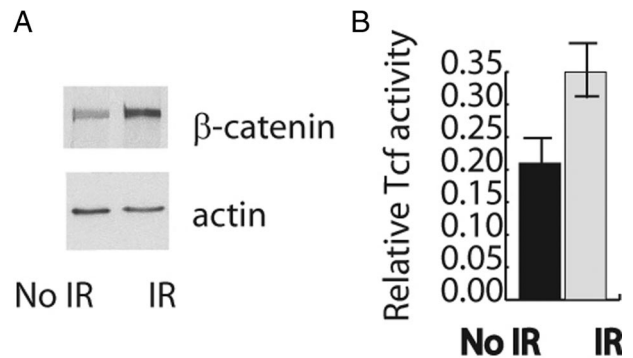 A
β-catenin
actin
No IR IR
B
Relative Tcf activity
0.35
0.35
0.25
0.20
0.15
0.10
0.05
0.00
No IR IR